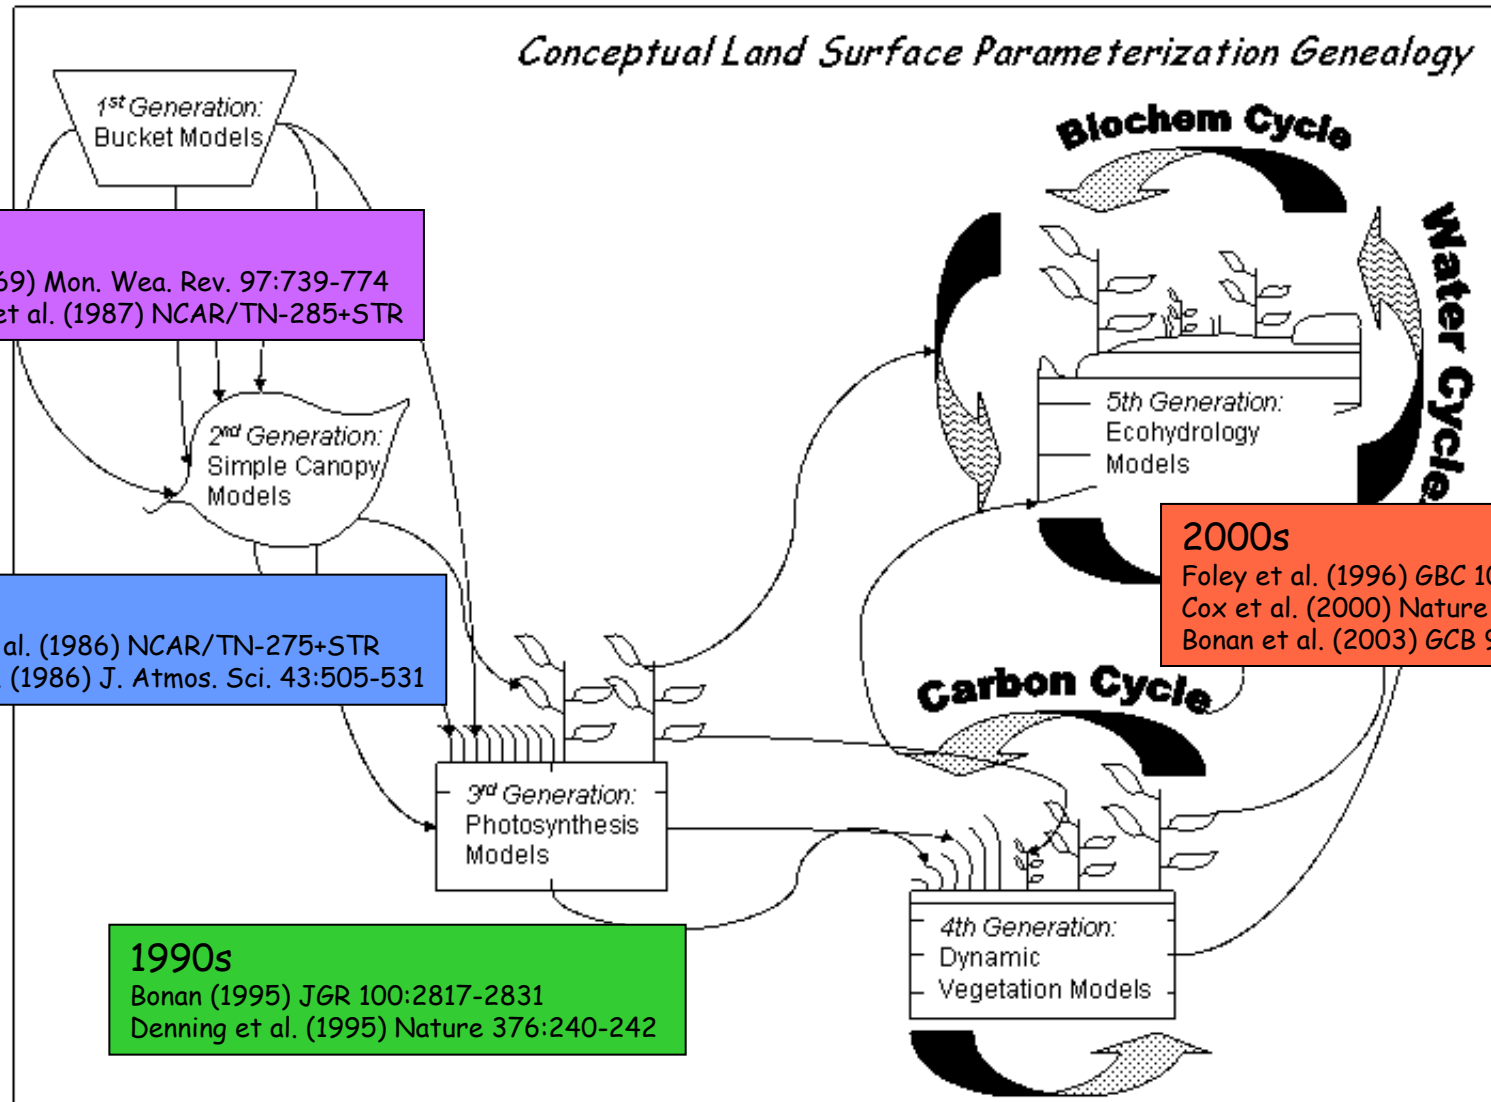 Conceptual Land Surface Parameterization Genealogy
1st Generation:
Bucket Models
69) Mon. Wea. Rev. 97:739-774
et al. (1987) NCAR/TN-285+STR
2nd Generation:
Simple Canopy
Models
al. (1986) NCAR/TN-275+STR
(1986) J. Atmos. Sci. 43:505-531
3rd Generation:
Photosynthesis
Models
1990s
Bonan (1995) JGR 100:2817-2831
Denning et al. (1995) Nature 376:240-242
Biochem Cycle
Water Cycle
5th Generation:
Ecohydrology
Models
2000s
Foley et al. (1996) GBC 10
Cox et al. (2000) Nature
Bonan et al. (2003) GCB 9
Carbon Cycle
4th Generation:
Dynamic
Vegetation Models